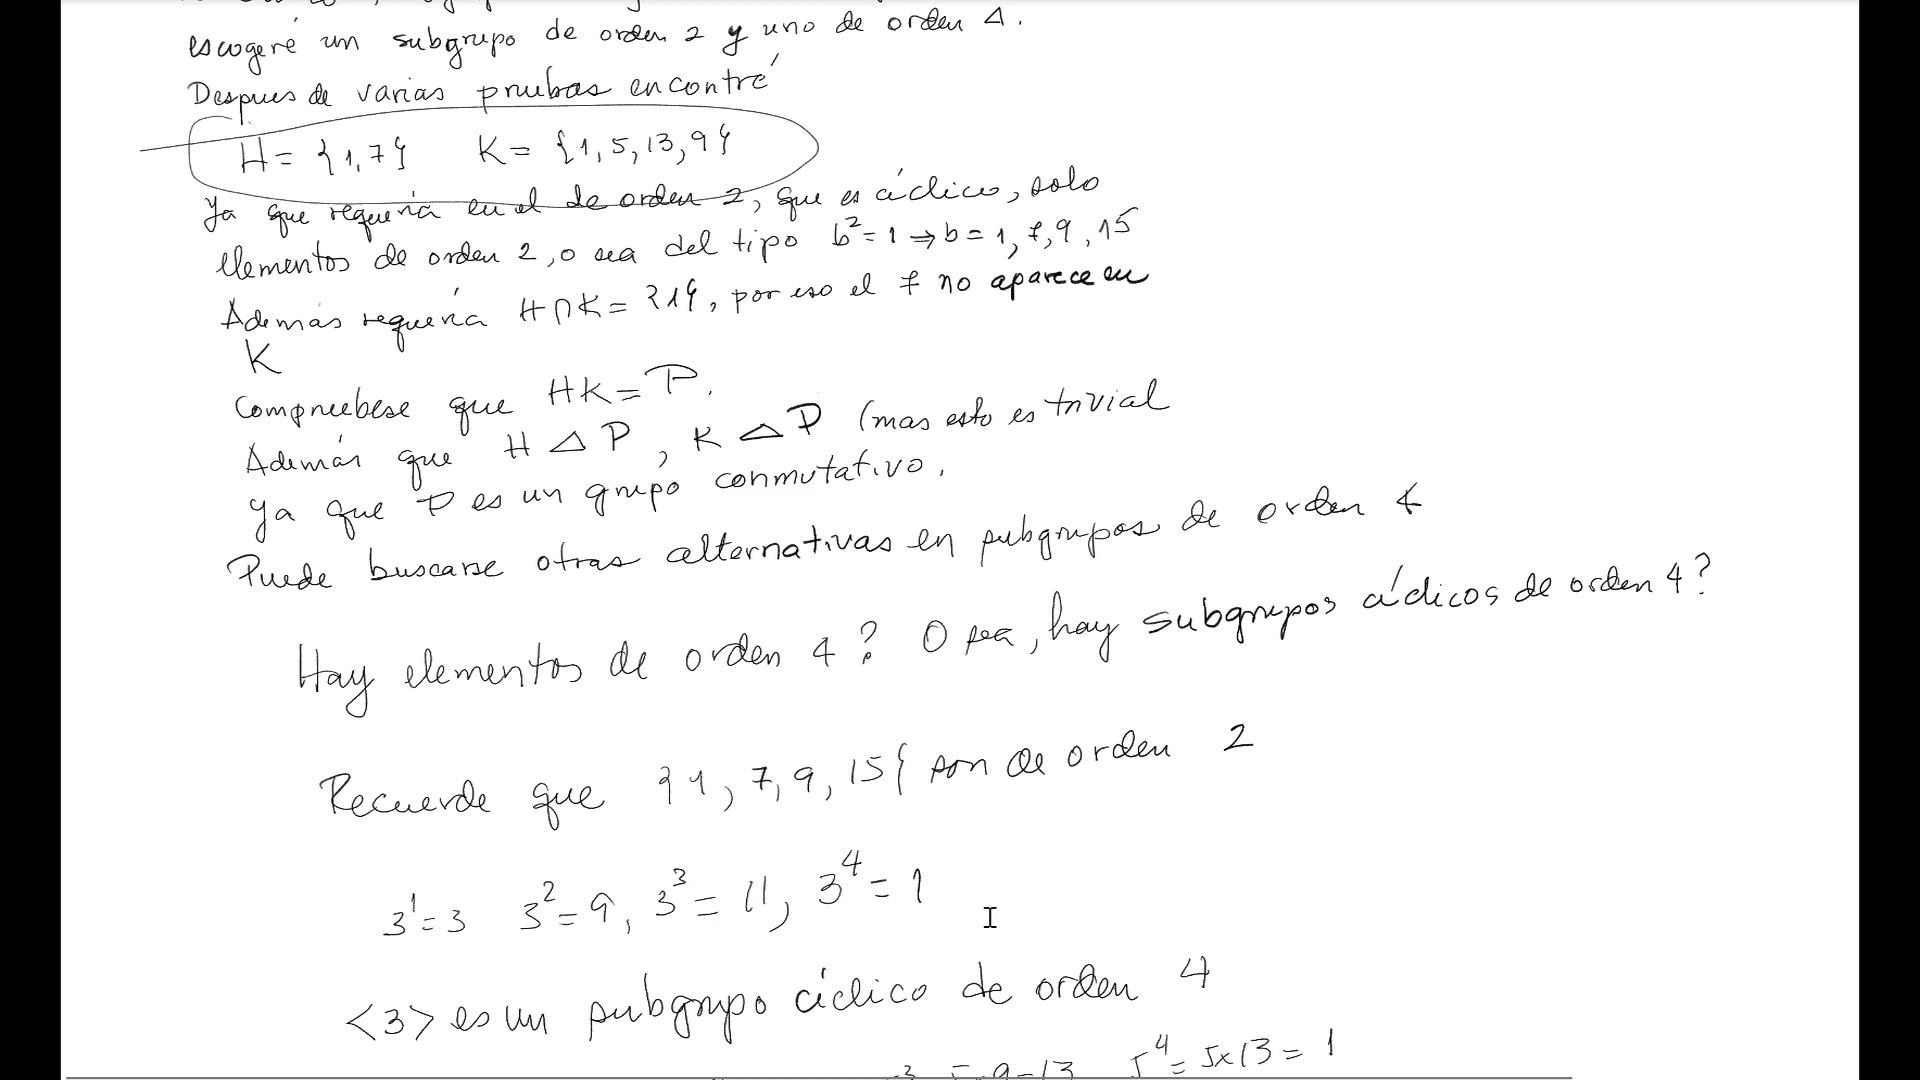 escogeré un subgrupo de orden 2 y uno de orden 4.
Despues de varias pruebas encontré
H = {1,7} K = {1,5,13,9}
Ya que requería en el de orden 2, que es cíclico, solo
elementos de orden 2, o sea del tipo b² = 1 ⇒ b = 1, 7, 9, 15
Además requería H∩K = {1}, por eso el 7 no aparece en
K
Compruebese que HK = P.
Además que H △ P, K △ P (mas esto es trivial
ya que P es un grupo conmutativo.
Puede buscarse otras alternativas en subgrupos de orden 4
Hay elementos de orden 4? O sea, hay subgrupos cíclicos de orden 4?
Recuerde que {1, 7, 9, 15} son de orden 2
3¹=3 3²=9, 3³=11, 3⁴=1
<3> es un subgrupo cíclico de orden 4
5·9=13 5⁴=5x13=1